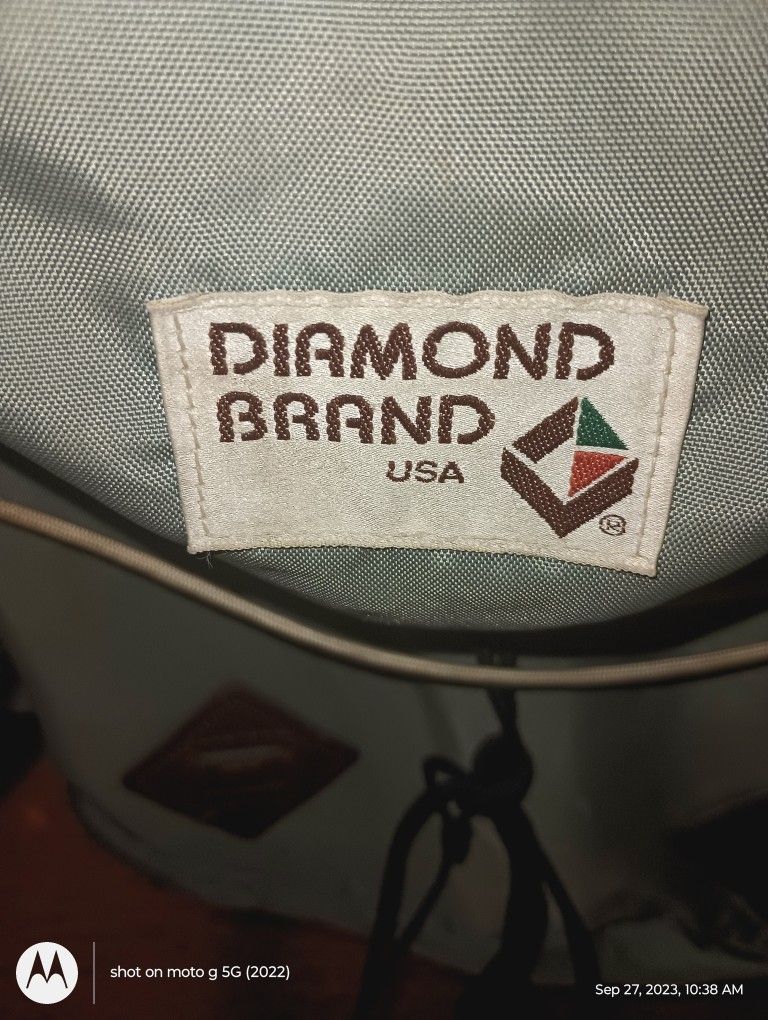 DIAMOND
BRAND
USA
®
shot on moto g 5G (2022)
Sep 27, 2023, 10:38 AM